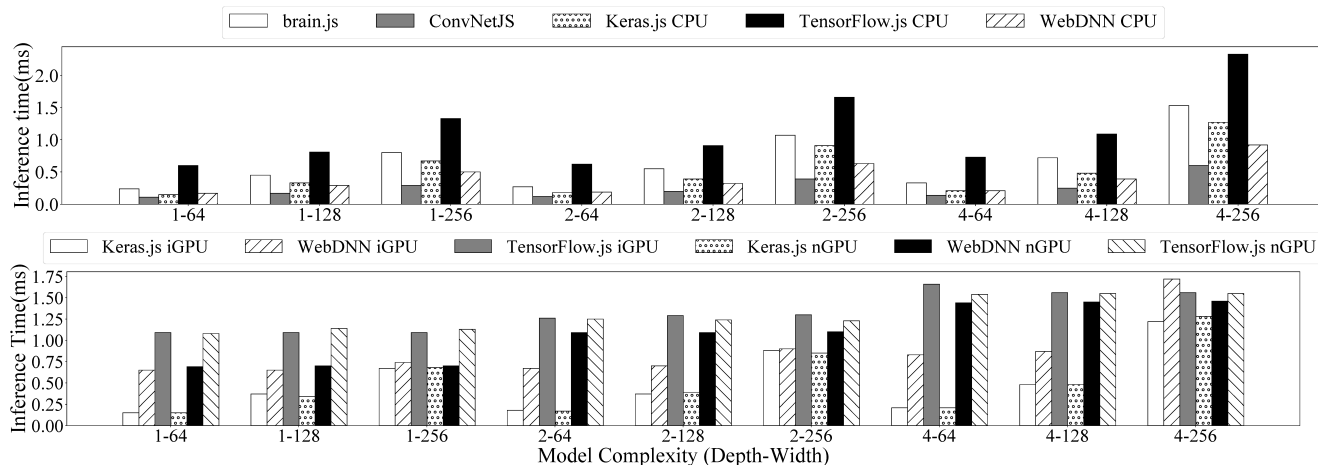 brain.js ConvNetJS Keras.js CPU TensorFlow.js CPU WebDNN CPU
Inference time(ms)
2.0
1.5
1.0
0.5
0.0
1-64 1-128 1-256 2-64 2-128 2-256 4-64 4-128 4-256
Keras.js iGPU WebDNN iGPU TensorFlow.js iGPU Keras.js nGPU WebDNN nGPU TensorFlow.js nGPU
Inference Time(ms)
1.75
1.50
1.25
1.00
0.75
0.50
0.25
0.00
1-64 1-128 1-256 2-64 2-128 2-256 4-64 4-128 4-256
Model Complexity (Depth-Width)